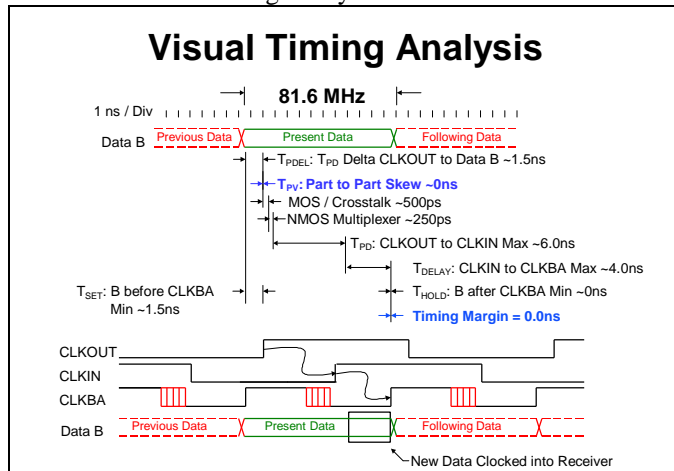 Visual Timing Analysis
81.6 MHz
1 ns / Div
Data B
Previous Data
Present Data
Following Data
TPDEL: TPD Delta CLKOUT to Data B ~1.5ns
TPV: Part to Part Skew ~0ns
MOS / Crosstalk ~500ps
NMOS Multiplexer ~250ps
TPD: CLKOUT to CLKIN Max ~6.0ns
TDELAY: CLKIN to CLKBA Max ~4.0ns
TSET: B before CLKBA
Min ~1.5ns
THOLD: B after CLKBA Min ~0ns
Timing Margin = 0.0ns
CLKOUT
CLKIN
CLKBA
Data B
Previous Data
Present Data
Following Data
New Data Clocked into Receiver